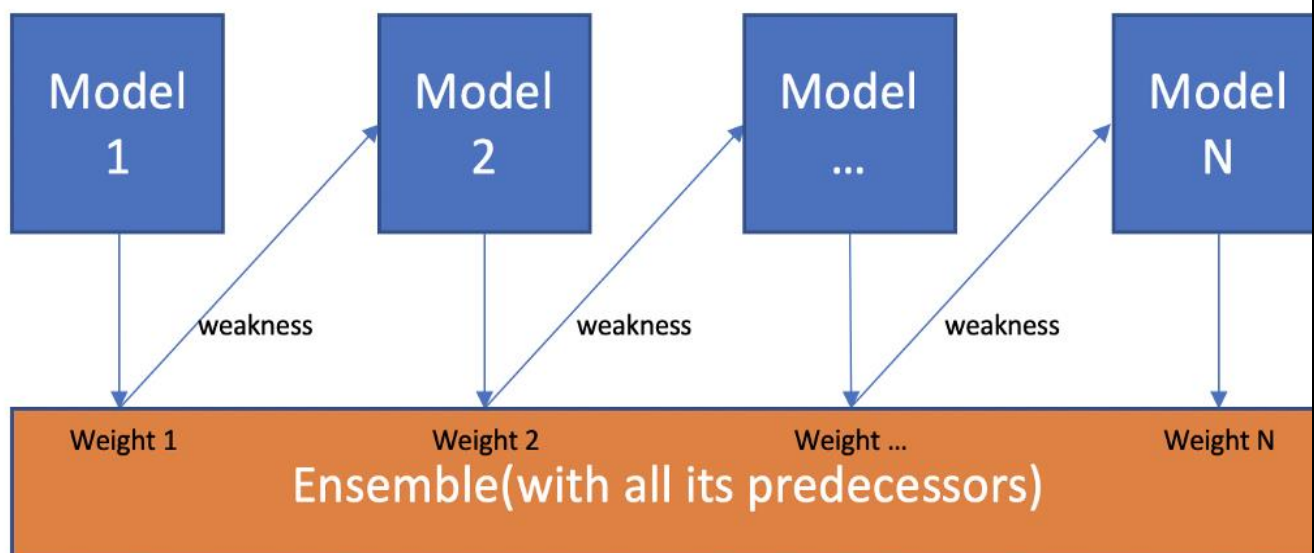 Model
1
Model
2
Model
...
Model
N
weakness
weakness
weakness
Weight 1
Weight 2
Weight ...
Weight N
Ensemble(with all its predecessors)